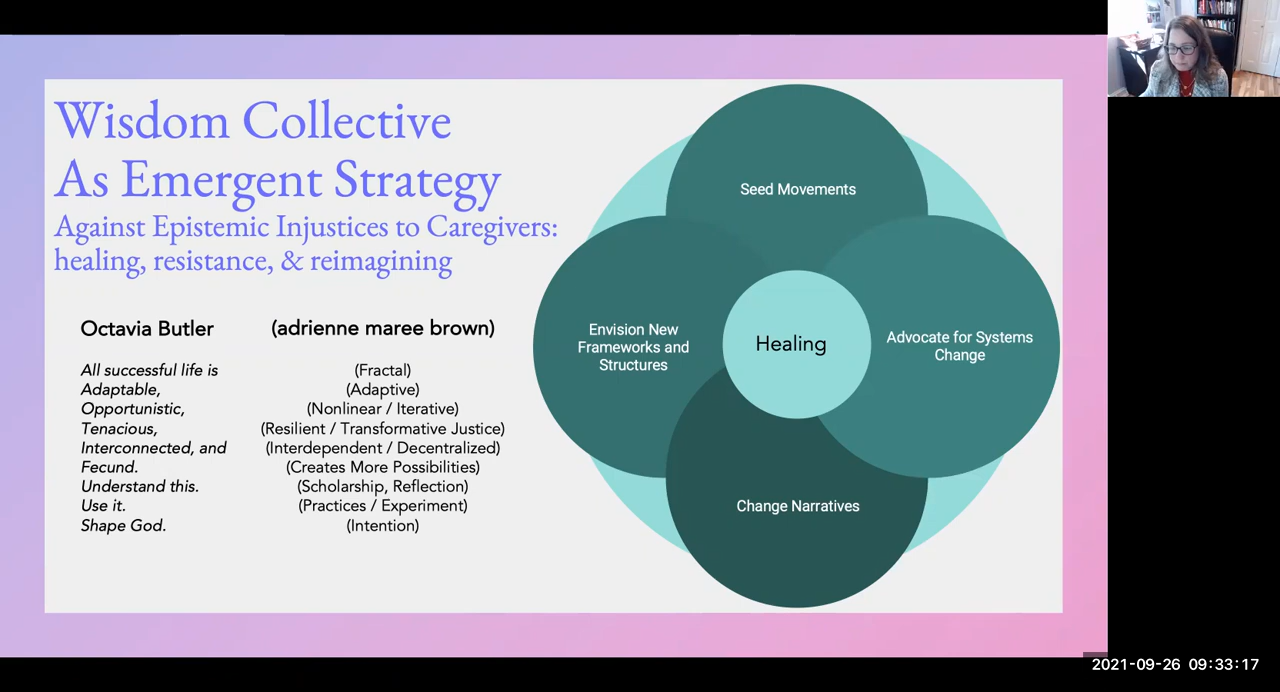 Wisdom Collective
As Emergent Strategy
Against Epistemic Injustices to Caregivers:
healing, resistance, & reimagining
Octavia Butler
All successful life is
Adaptable,
Opportunistic,
Tenacious,
Interconnected, and
Fecund.
Understand this.
Use it.
Shape God.
(adrienne maree brown)
(Fractal)
(Adaptive)
(Nonlinear / Iterative)
(Resilient / Transformative Justice)
(Interdependent / Decentralized)
(Creates More Possibilities)
(Scholarship, Reflection)
(Practices / Experiment)
(Intention)
Seed Movements
Envision New
Frameworks and
Structures
Healing
Advocate for Systems
Change
Change Narratives
2021-09-26 09:33:17